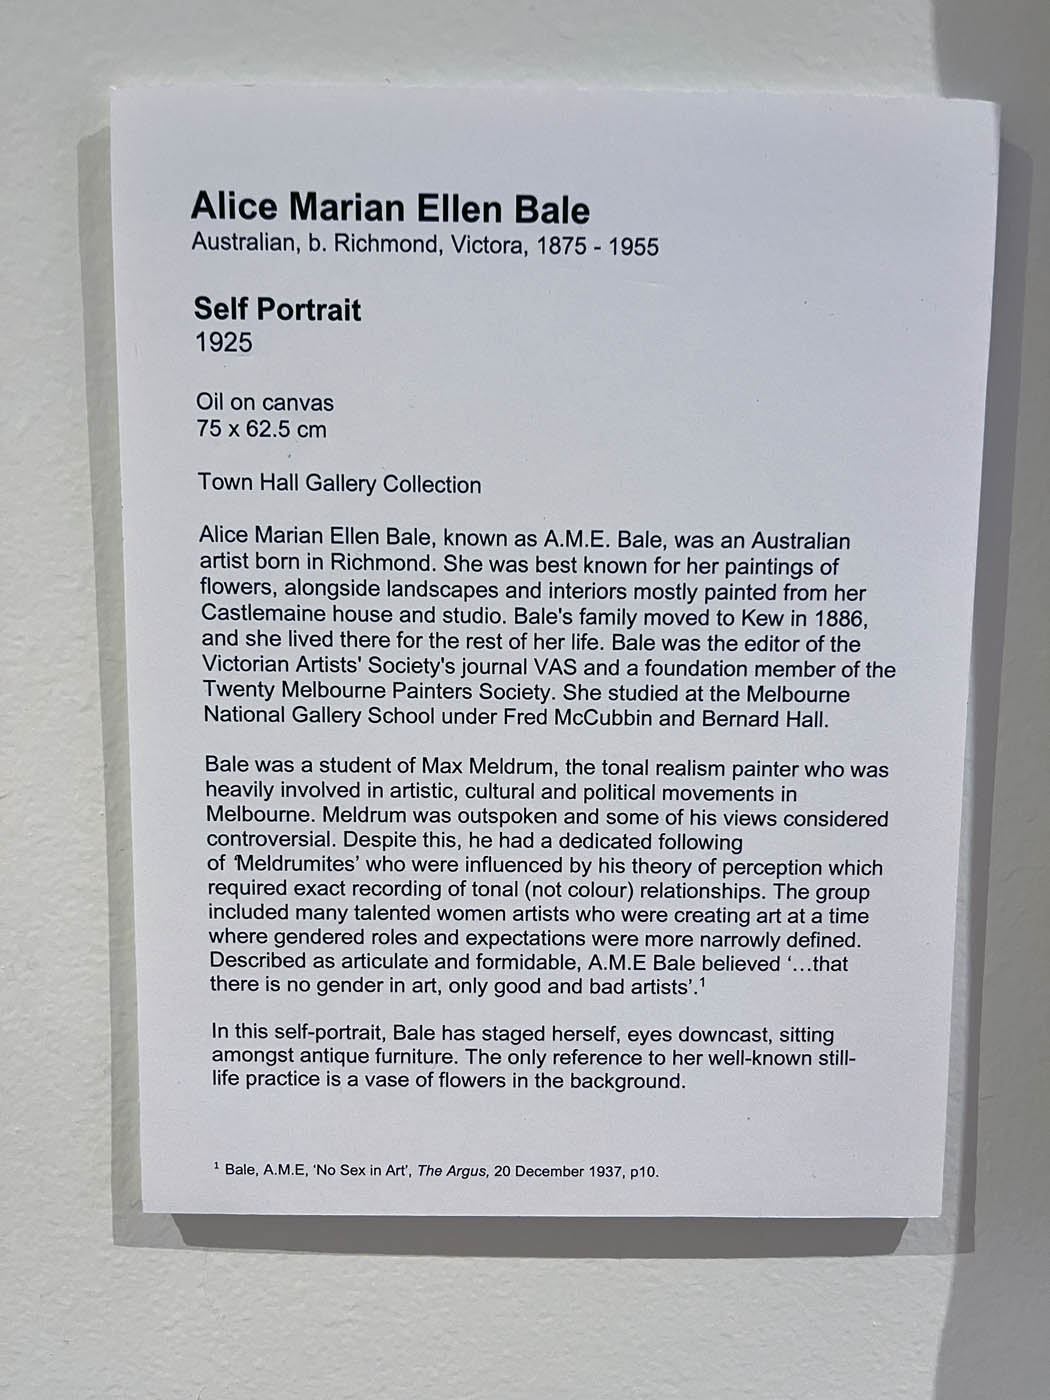 Alice Marian Ellen Bale
Australian, b. Richmond, Victora, 1875 - 1955
Self Portrait
1925
Oil on canvas
75 x 62.5 cm
Town Hall Gallery Collection
Alice Marian Ellen Bale, known as A.M.E. Bale, was an Australian
artist born in Richmond. She was best known for her paintings of
flowers, alongside landscapes and interiors mostly painted from her
Castlemaine house and studio. Bale's family moved to Kew in 1886,
and she lived there for the rest of her life. Bale was the editor of the
Victorian Artists' Society's journal VAS and a foundation member of the
Twenty Melbourne Painters Society. She studied at the Melbourne
National Gallery School under Fred McCubbin and Bernard Hall.
Bale was a student of Max Meldrum, the tonal realism painter who was
heavily involved in artistic, cultural and political movements in
Melbourne. Meldrum was outspoken and some of his views considered
controversial. Despite this, he had a dedicated following
of ‘Meldrumites’ who were influenced by his theory of perception which
required exact recording of tonal (not colour) relationships. The group
included many talented women artists who were creating art at a time
where gendered roles and expectations were more narrowly defined.
Described as articulate and formidable, A.M.E Bale believed ‘…that
there is no gender in art, only good and bad artists’.¹
In this self-portrait, Bale has staged herself, eyes downcast, sitting
amongst antique furniture. The only reference to her well-known still-
life practice is a vase of flowers in the background.
¹ Bale, A.M.E, ‘No Sex in Art’, The Argus, 20 December 1937, p10.